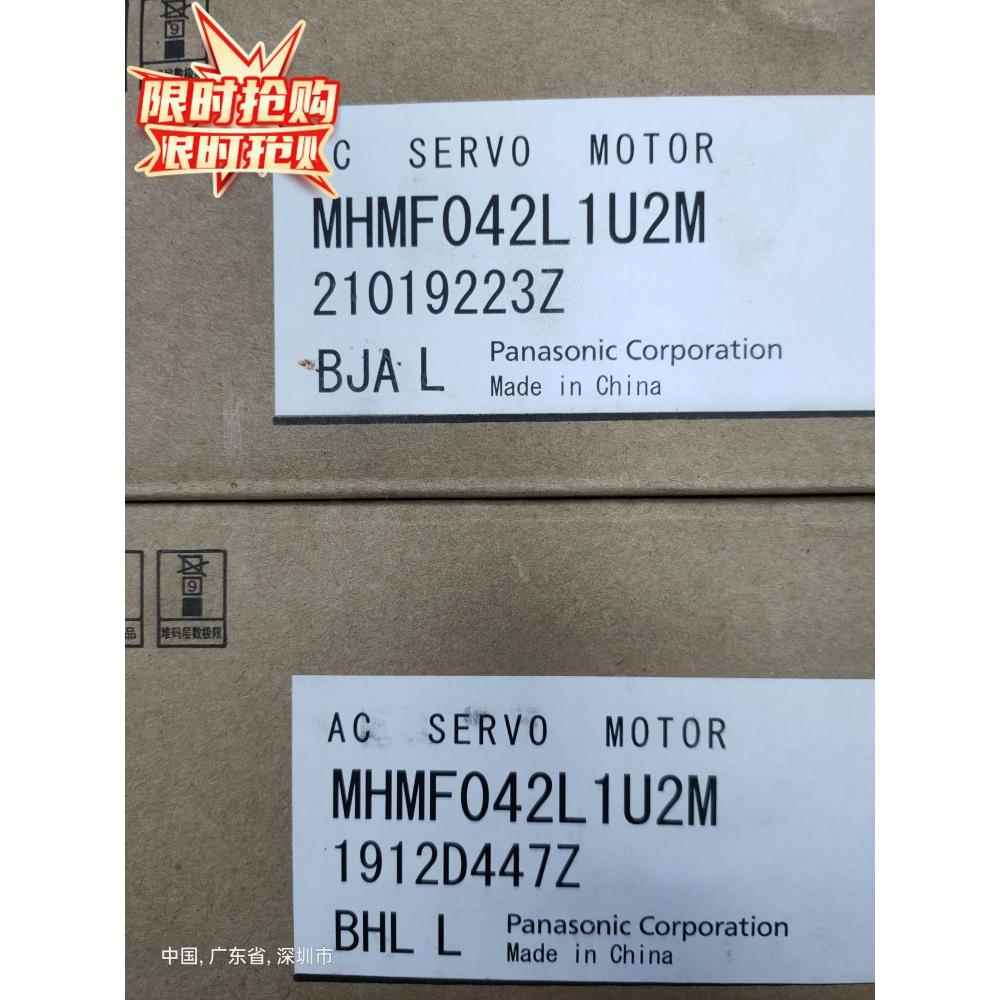 9
限时抢购
限时抢购
C SERVO MOTOR
MHMF042L1U2M
21019223Z
BJA L
Panasonic Corporation
Made in China
9
品
堆码层数极限
AC SERVO MOTOR
MHMF042L1U2M
1912D447Z
BHL L
Panasonic Corporation
Made in China
中国, 广东省, 深圳市